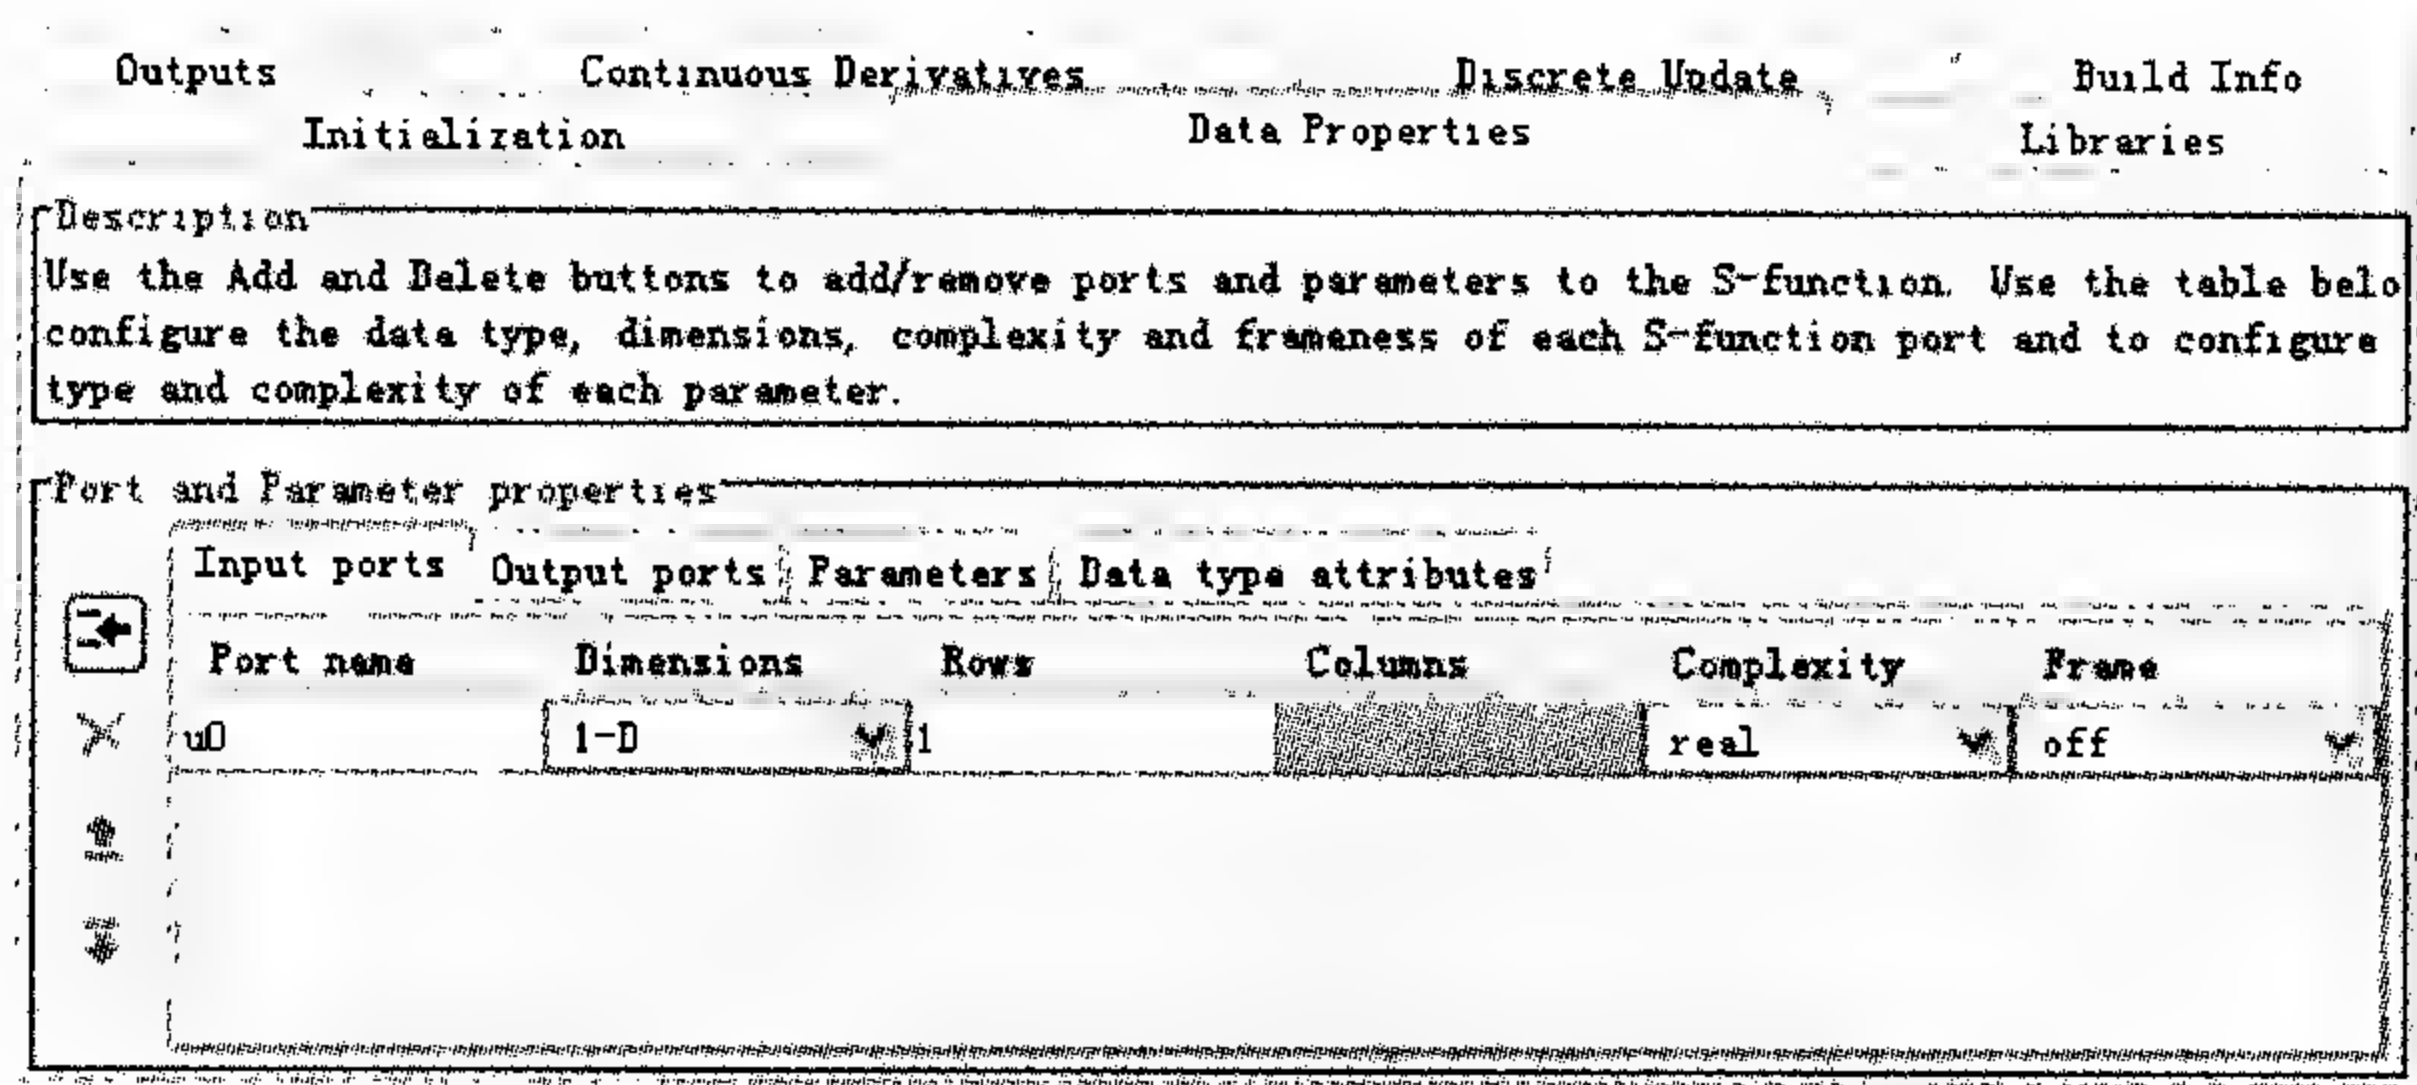 Outputs Continuous Derivatives Discrete Update Build Info
Initialization Data Properties Libraries
Description
Use the Add and Delete buttons to add/remove ports and parameters to the S-function. Use the table belo
configure the data type, dimensions, complexity and frameness of each S-function port and to configure
type and complexity of each parameter.
Port and Parameter properties
Input ports Output ports Parameters Data type attributes
Port name Dimensions Rows Columns Complexity Frame
u0 1-D 1 real off